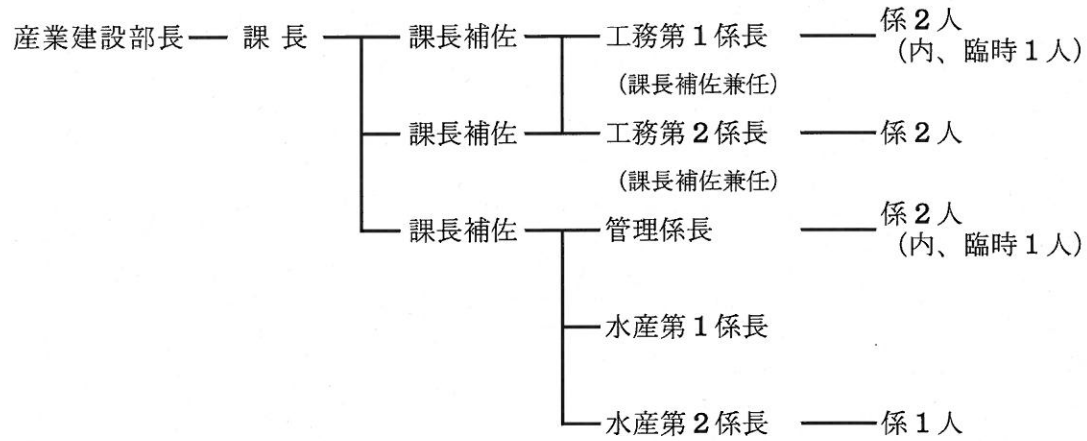 産業建設部長 課長 課長補佐 工務第1係長 係2人
(課長補佐兼任) (内、臨時1人)
課長補佐 工務第2係長 係2人
(課長補佐兼任)
課長補佐 管理係長 係2人
(内、臨時1人)
水産第1係長
水産第2係長 係1人